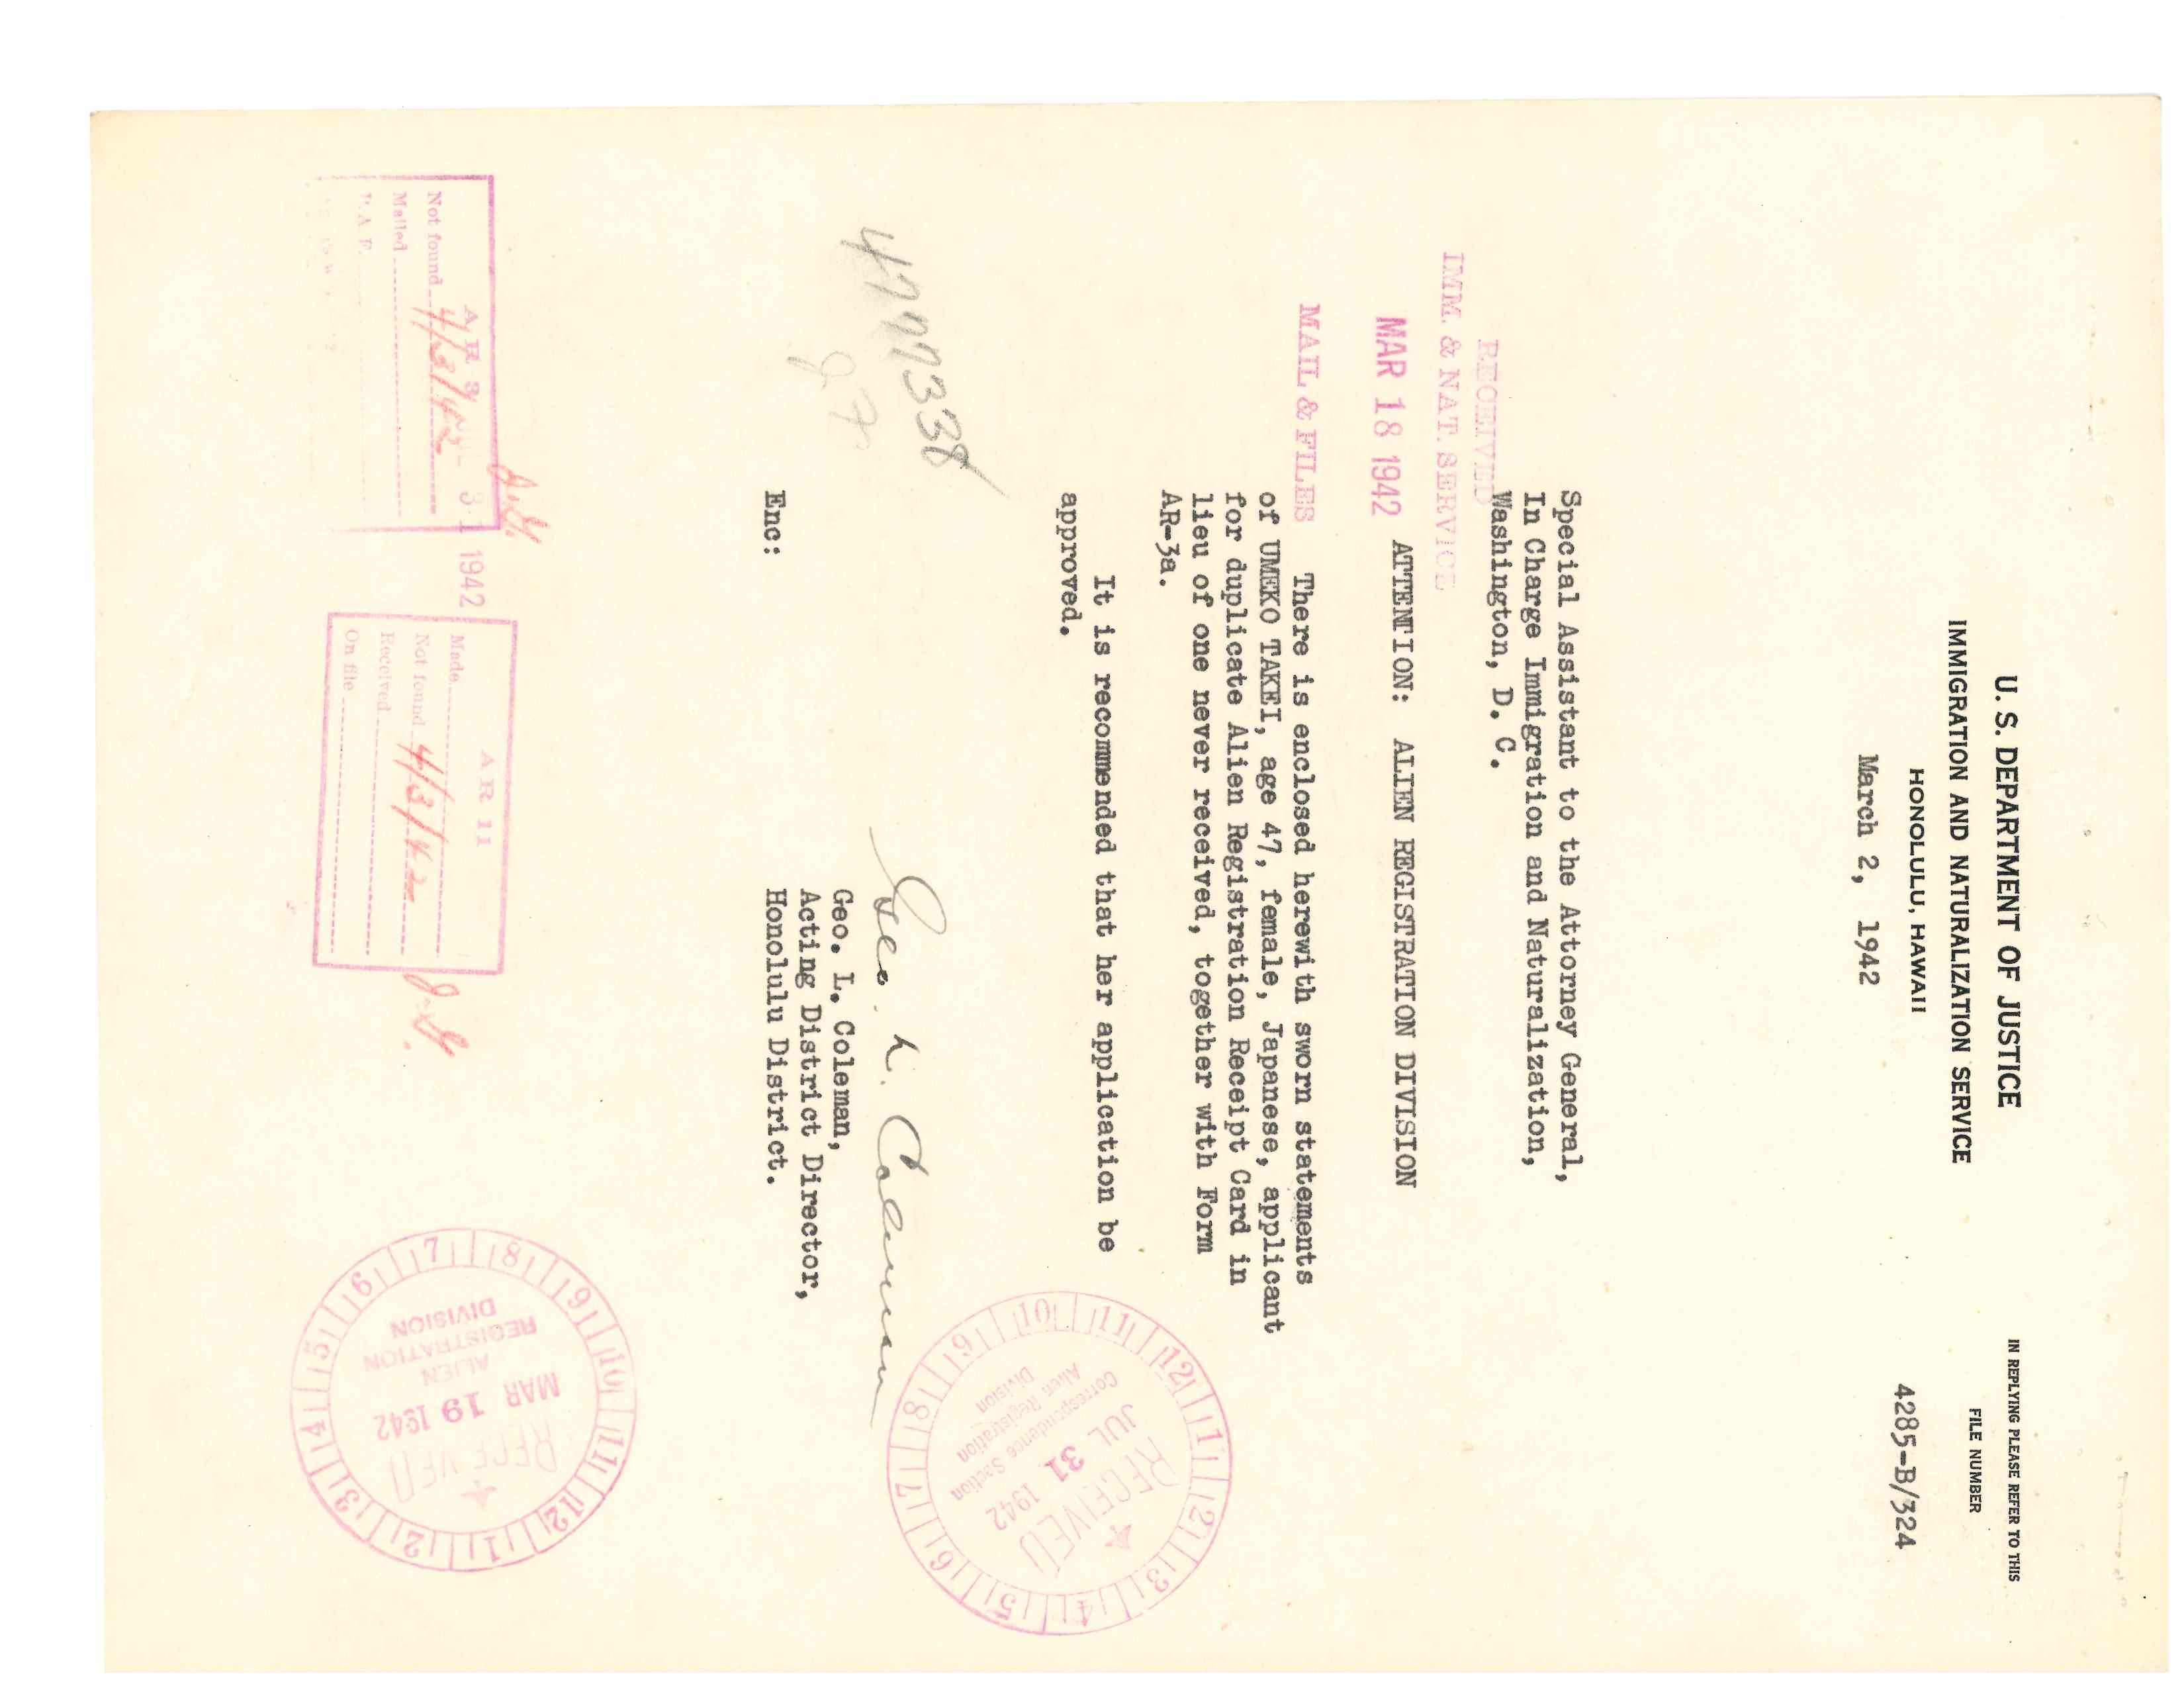 U. S. DEPARTMENT OF JUSTICE
IMMIGRATION AND NATURALIZATION SERVICE
HONOLULU, HAWAII
March 2, 1942
IN REPLYING PLEASE REFER TO THIS
FILE NUMBER
4285-B/324
Special Assistant to the Attorney General,
In Charge Immigration and Naturalization,
Washington, D. C.
RECEIVED
IMM. & NAT. SERVICE
MAR 18 1942
MAIL & FILES
ATTENTION: ALIEN REGISTRATION DIVISION
There is enclosed herewith sworn statements
of UMEKO TAKEI, age 47, female, Japanese, applicant
for duplicate Alien Registration Receipt Card in
lieu of one never received, together with Form
AR-3a.
It is recommended that her application be
approved.
1 2 3 4 5 6 7 8 9 10 11 12
RECEIVED
JUL 31 1942
Correspondence Section
Alien Registration
Division
4777338
Geo. L. Coleman
Geo. L. Coleman,
Acting District Director,
Honolulu District.
Enc:
J.G.
AR 3
JUL 31 1942
Not found 4/3/42
Mailed
AR 11
Made
Not found 4/3/42
Received
On file
J.G.
10 11 12 1 2 3 4 5 6 7 8 9
RECEIVED
MAR 19 1942
ALIEN
REGISTRATION
DIVISION